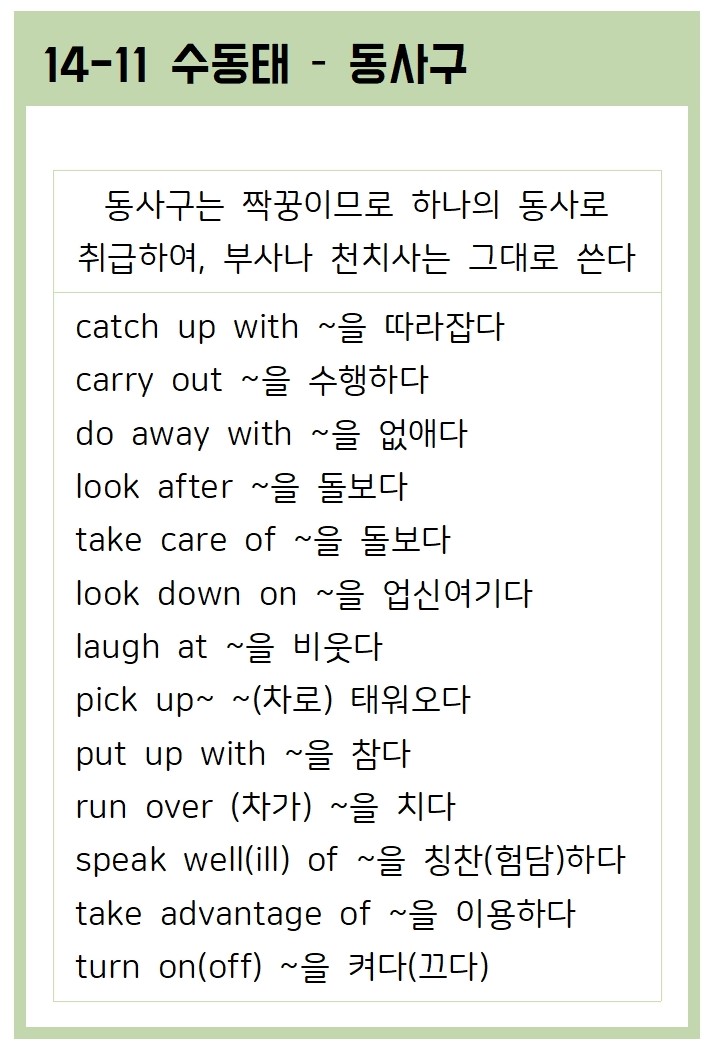 14-11 수동태 - 동사구
동사구는 짝꿍이므로 하나의 동사로
취급하여, 부사나 천치사는 그대로 쓴다
catch up with ~을 따라잡다
carry out ~을 수행하다
do away with ~을 없애다
look after ~을 돌보다
take care of ~을 돌보다
look down on ~을 업신여기다
laugh at ~을 비웃다
pick up~ ~(차로) 태워오다
put up with ~을 참다
run over (차가) ~을 치다
speak well(ill) of ~을 칭찬(험담)하다
take advantage of ~을 이용하다
turn on(off) ~을 켜다(끄다)